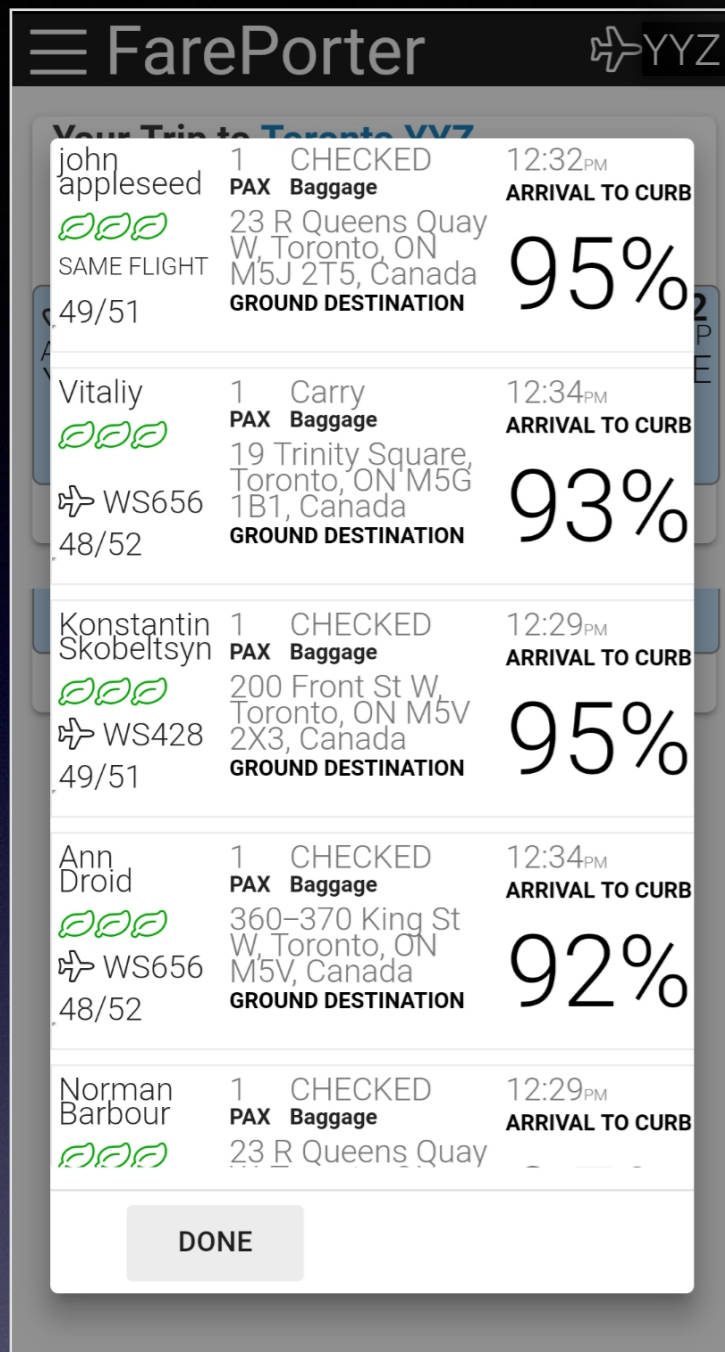 FarePorter
YYZ
Your Trip to Toronto YYZ
john
appleseed
SAME FLIGHT
49/51
1 CHECKED
PAX Baggage
23 R Queens Quay
W, Toronto, ON
M5J 2T5, Canada
GROUND DESTINATION
12:32PM
ARRIVAL TO CURB
95%
Vitaliy
WS656
48/52
1 Carry
PAX Baggage
19 Trinity Square,
Toronto, ON M5G
1B1, Canada
GROUND DESTINATION
12:34PM
ARRIVAL TO CURB
93%
Konstantin
Skobeltsyn
WS428
49/51
1 CHECKED
PAX Baggage
200 Front St W,
Toronto, ON M5V
2X3, Canada
GROUND DESTINATION
12:29PM
ARRIVAL TO CURB
95%
Ann
Droid
WS656
48/52
1 CHECKED
PAX Baggage
360–370 King St
W, Toronto, ON
M5V, Canada
GROUND DESTINATION
12:34PM
ARRIVAL TO CURB
92%
Norman
Barbour
1 CHECKED
PAX Baggage
23 R Queens Quay
12:29PM
ARRIVAL TO CURB
DONE